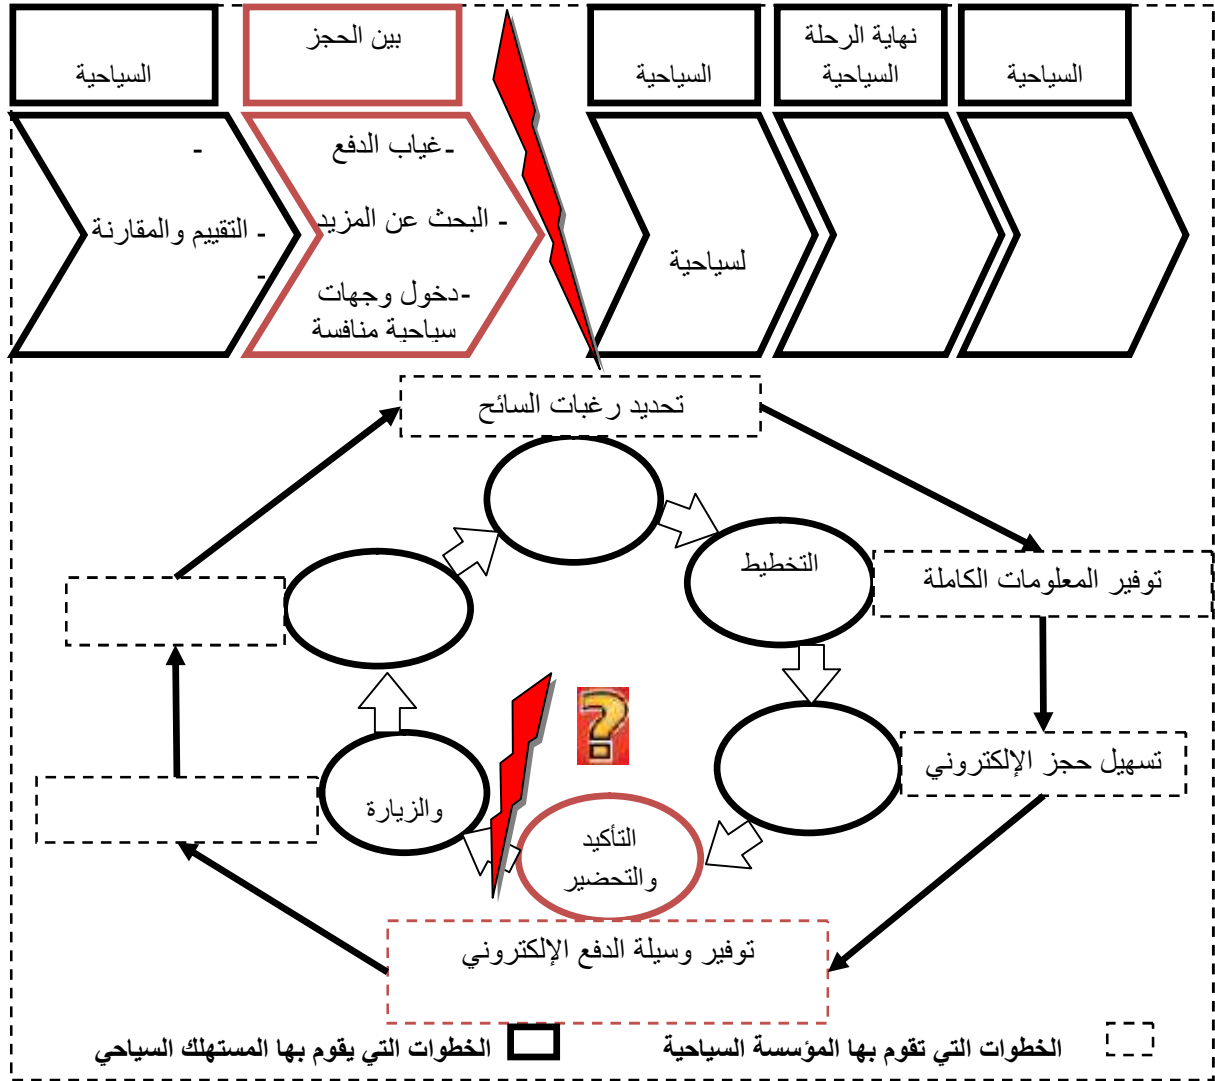 السياحية
بين الحجز
السياحية
نهاية الرحلة
السياحية
السياحية
-
- التقييم والمقارنة
-
-غياب الدفع
- البحث عن المزيد
-دخول وجهات
سياحية منافسة
لسياحية
تحديد رغبات السائح
التخطيط
توفير المعلومات الكاملة
تسهيل حجز الإلكتروني
والزيارة
التأكيد
والتحضير
توفير وسيلة الدفع الإلكتروني
الخطوات التي تقوم بها المؤسسة السياحية
الخطوات التي يقوم بها المستهلك السياحي